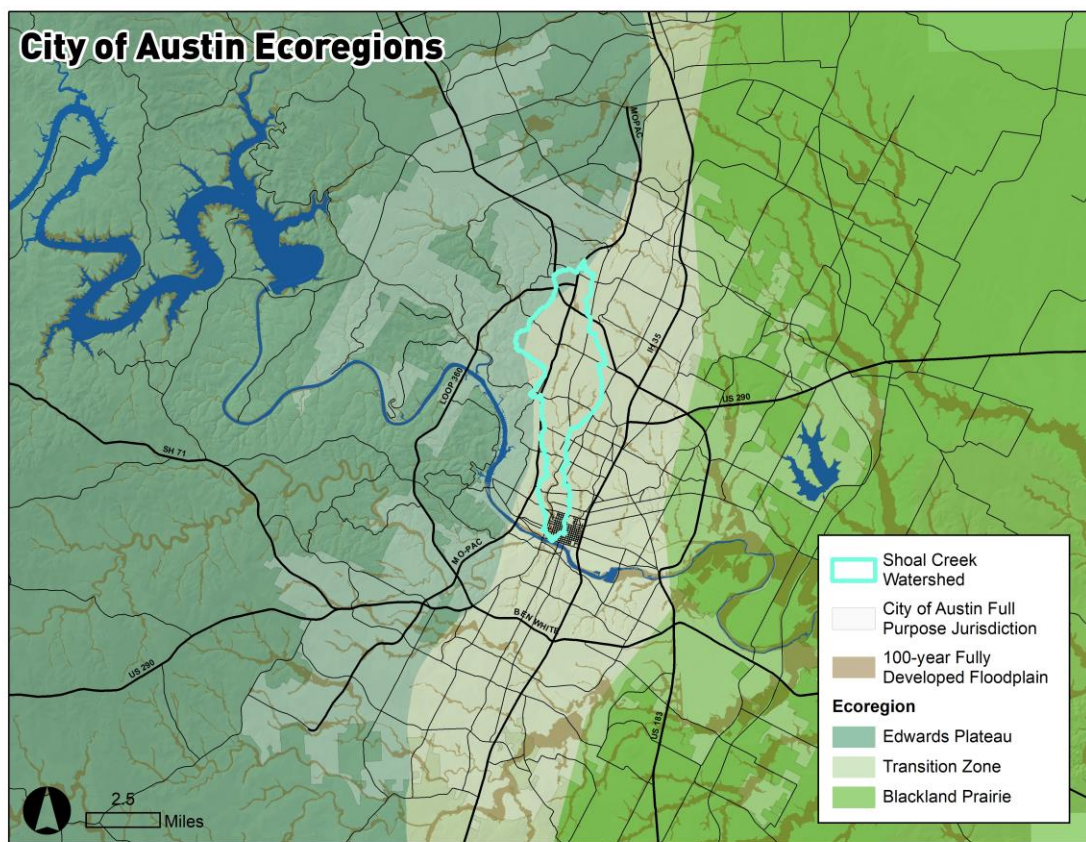 City of Austin Ecoregions
MOPAC
IH 35
LOOP 360
US 290
SH 71
MO-PAC
BEN WHITE
US 290
US 183
Shoal Creek
Watershed
City of Austin Full
Purpose Jurisdiction
100-year Fully
Developed Floodplain
Ecoregion
Edwards Plateau
Transition Zone
Blackland Prairie
2.5
Miles